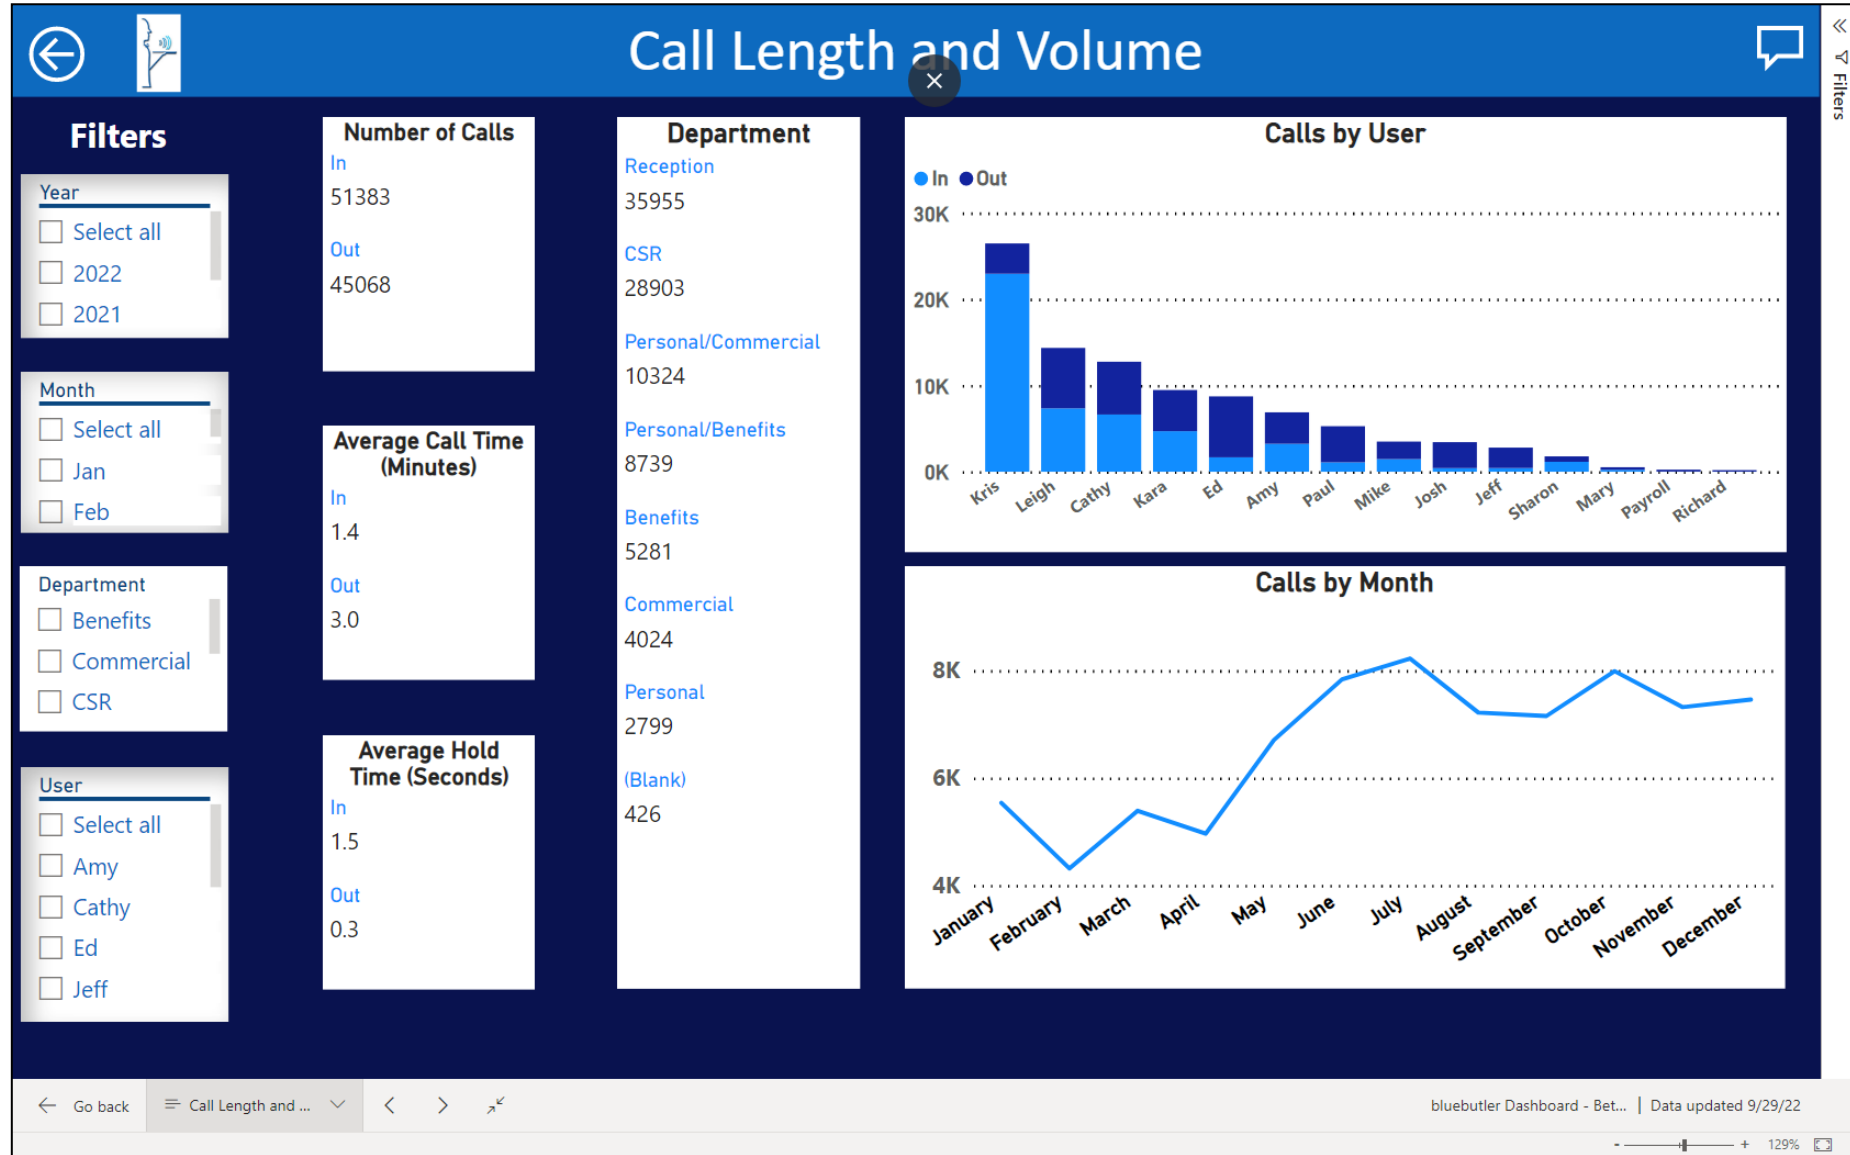 Call Length and Volume
Filters
Filters
Year
Select all
2022
2021
Month
Select all
Jan
Feb
Department
Benefits
Commercial
CSR
User
Select all
Amy
Cathy
Ed
Jeff
Number of Calls
In
51383
Out
45068
Average Call Time
(Minutes)
In
1.4
Out
3.0
Average Hold
Time (Seconds)
In
1.5
Out
0.3
Department
Reception
35955
CSR
28903
Personal/Commercial
10324
Personal/Benefits
8739
Benefits
5281
Commercial
4024
Personal
2799
(Blank)
426
Calls by User
In Out
30K
20K
10K
0K
Kris Leigh Cathy Kara Ed Amy Paul Mike Josh Jeff Sharon Mary Payroll Richard
Calls by Month
8K
6K
4K
January February March April May June July August September October November December
Go back
Call Length and ...
bluebutler Dashboard - Bet... | Data updated 9/29/22
- + 129%